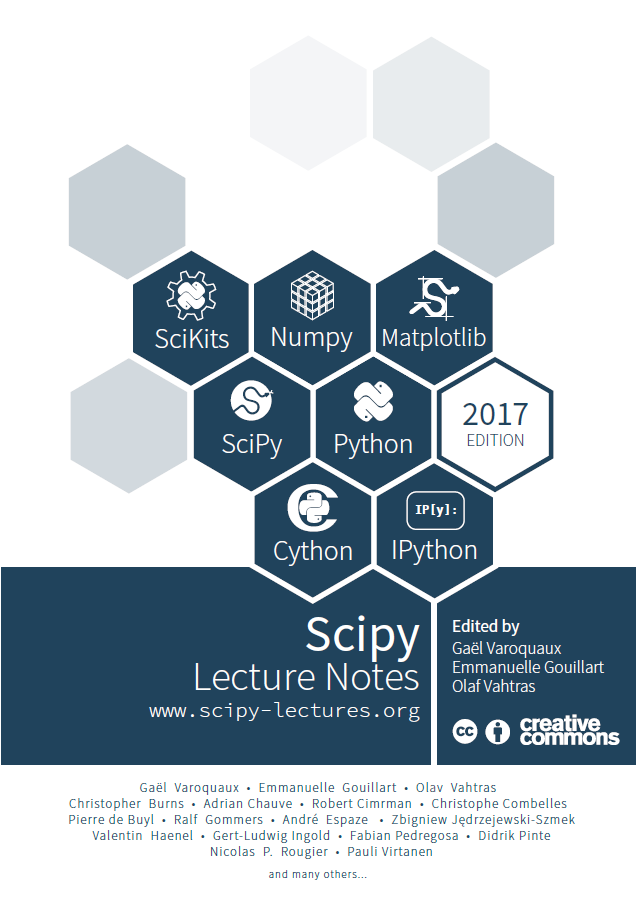 SciKits
Numpy
Matplotlib
SciPy
Python
2017
EDITION
Cython
IP[y]:
IPython
Scipy
Lecture Notes
www.scipy-lectures.org
Edited by
Gaël Varoquaux
Emmanuelle Gouillart
Olaf Vahtras
cc
creative
commons
Gaël Varoquaux • Emmanuelle Gouillart • Olav Vahtras
Christopher Burns • Adrian Chauve • Robert Cimrman • Christophe Combelles
Pierre de Buyl • Ralf Gommers • André Espaze • Zbigniew Jędrzejewski-Szmek
Valentin Haenel • Gert-Ludwig Ingold • Fabian Pedregosa • Didrik Pinte
Nicolas P. Rougier • Pauli Virtanen
and many others...